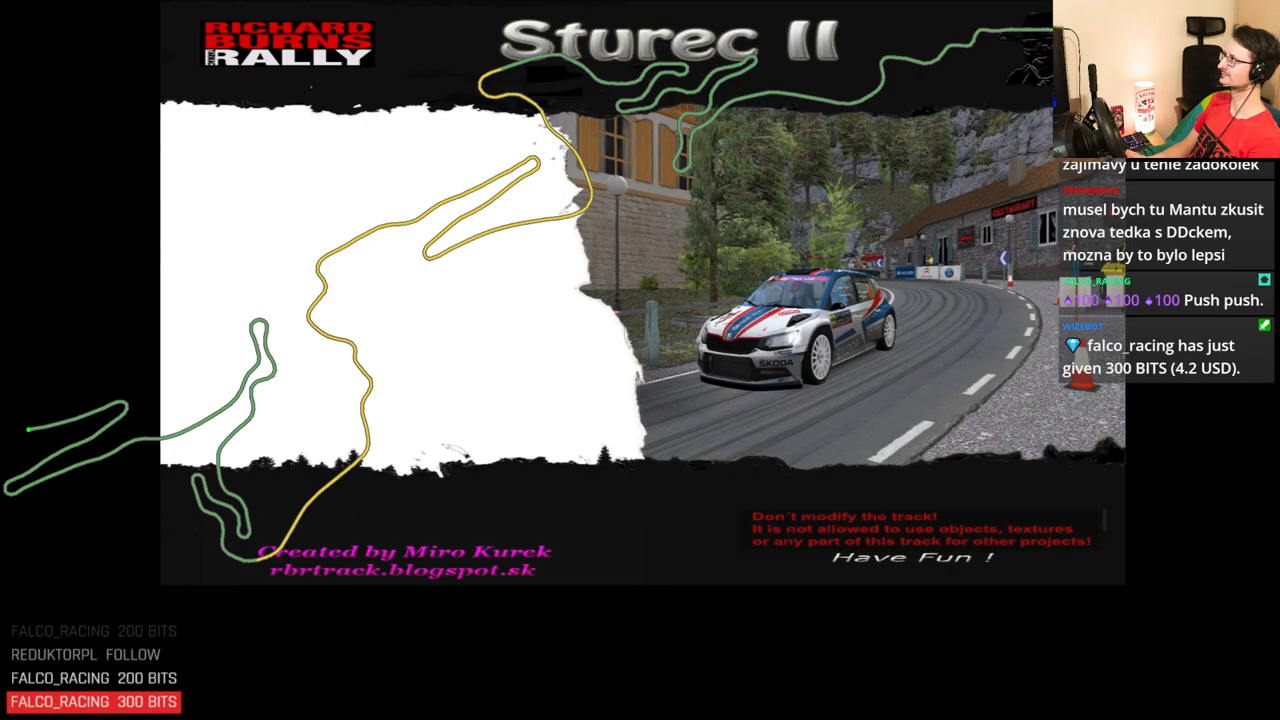 RICHARD
BURNS
RALLY
Sturec II
zajímavý u téhle zadokolek
musel bych tu Mantu zkusit
znova tedka s DDckem,
mozna by to bylo lepsi
FALCO_RACING
100 100 100 Push push.
WIZEBOT
falco_racing has just
given 300 BITS (4.2 USD).
RESTAURANT
ŠKODA
Don´t modify the track!
It is not allowed to use objects, textures
or any part of this track for other projects!
Have Fun !
Created by Miro Kurek
rbrtrack.blogspot.sk
FALCO_RACING 200 BITS
REDUKTORPL FOLLOW
FALCO_RACING 200 BITS
FALCO_RACING 300 BITS